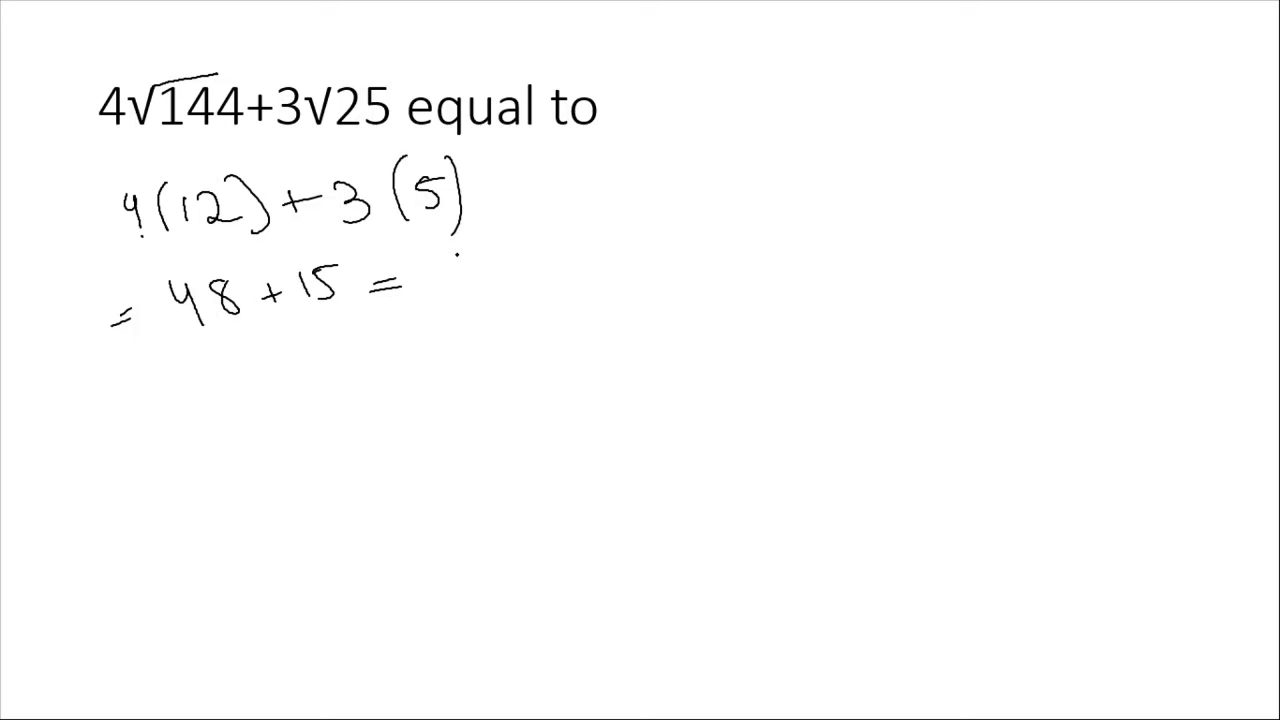 4√144+3√25 equal to
4(12)+3(5)
= 48+15=